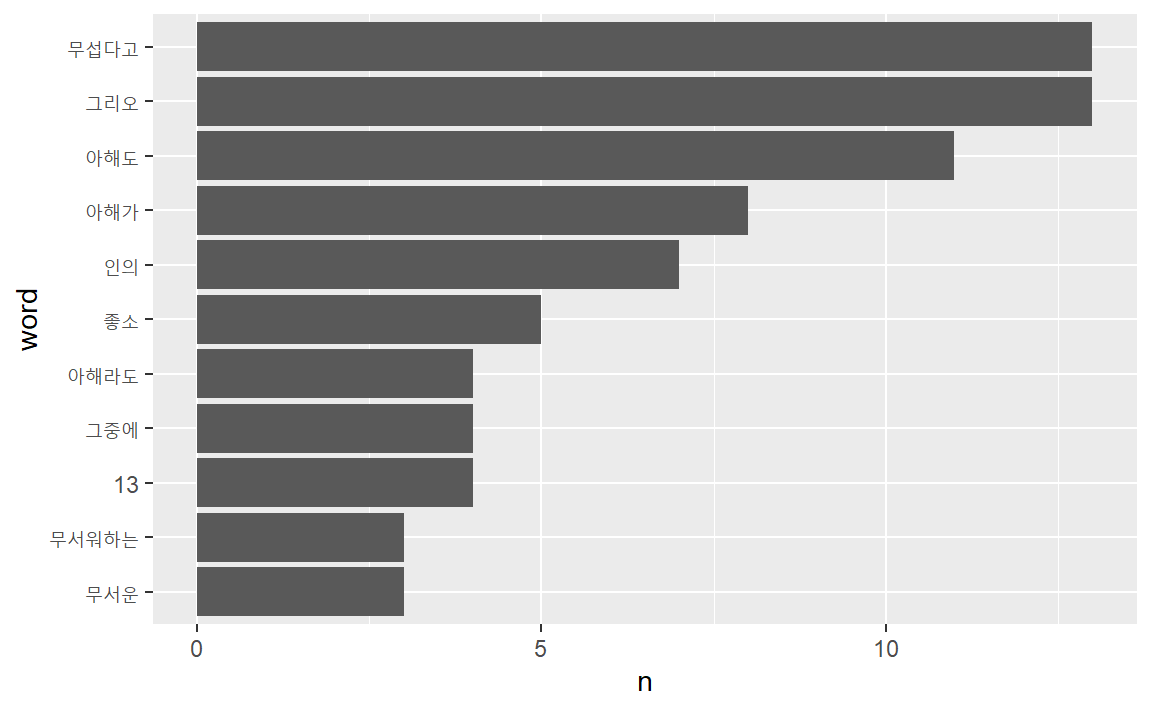 무섭다고
그리오
아해도
아해가
인의
좋소
아해라도
그중에
13
무서워하는
무서운
word
0 5 10
n